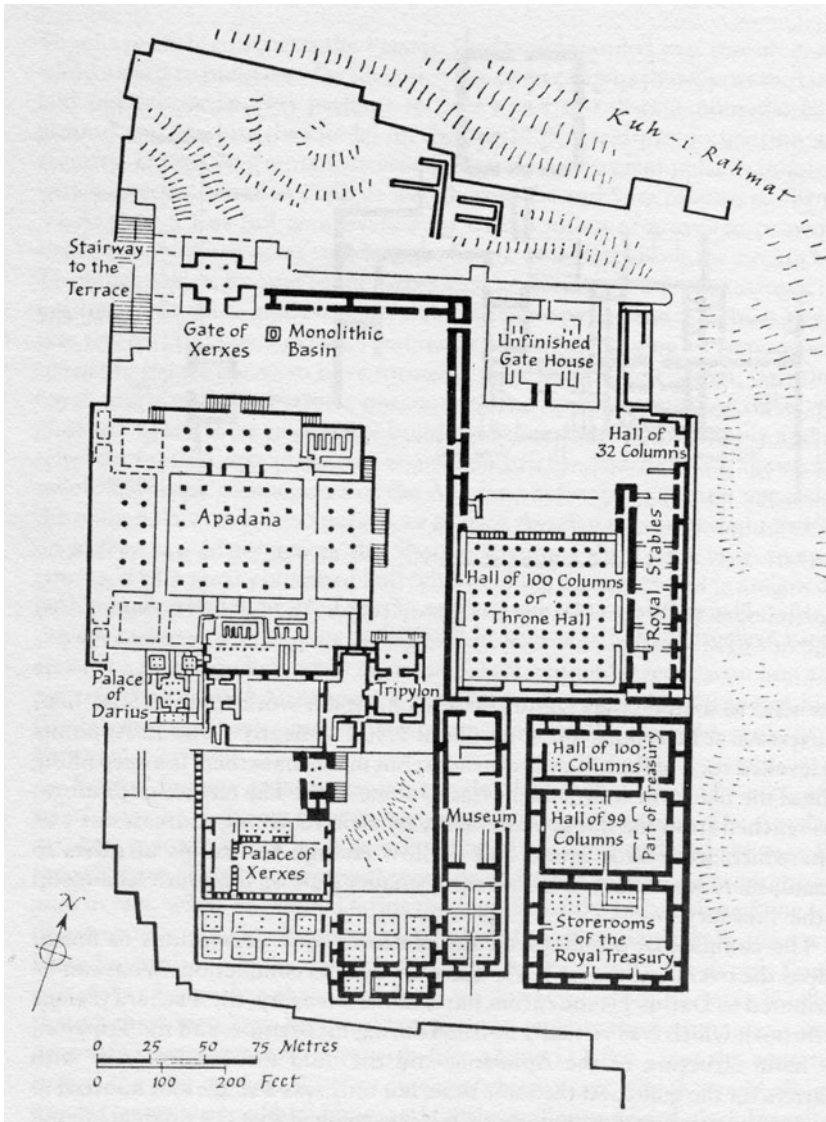 Kuh-i Rahmat
Stairway
to the
Terrace
Gate of
Xerxes
Monolithic
Basin
Unfinished
Gate House
Hall of
32 Columns
Apadana
Royal Stables
Hall of 100 Columns
or
Throne Hall
Palace
of
Darius
Tripylon
Hall of 100
Columns
Part of Treasury
Museum
Hall of 99
Columns
Palace of
Xerxes
Storerooms
of the
Royal Treasury
N
0 25 50 75 Metres
0 100 200 Feet